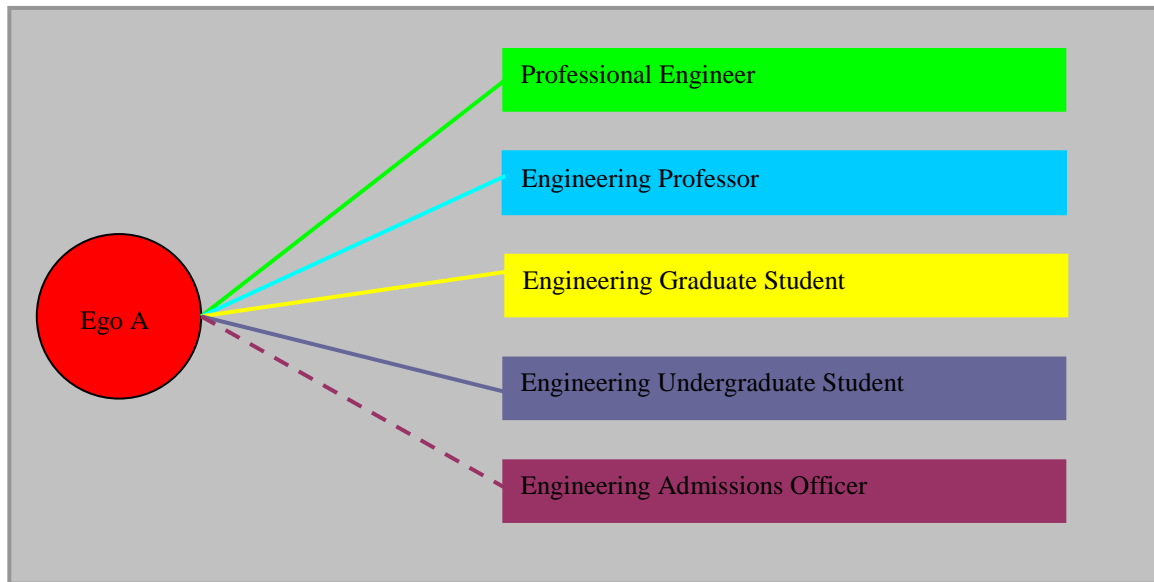 Professional Engineer
Engineering Professor
Engineering Graduate Student
Ego A
Engineering Undergraduate Student
Engineering Admissions Officer